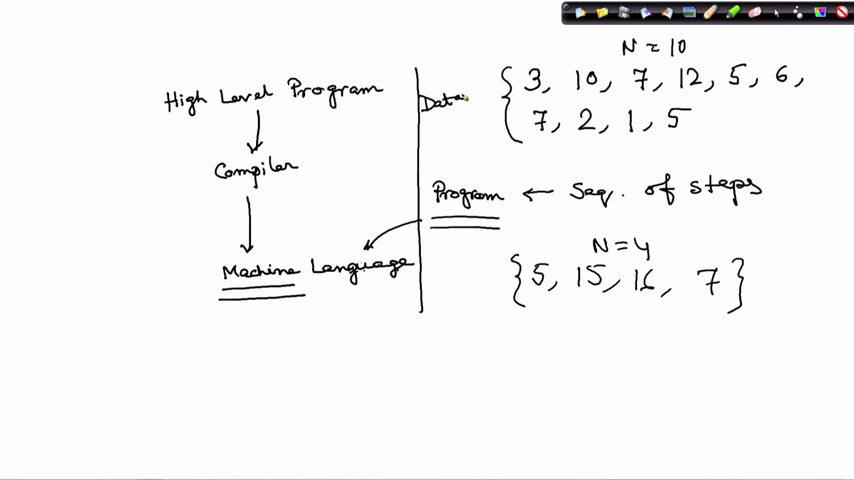 High Level Program
Compiler
Machine Language
N = 10
Data
{ 3, 10, 7, 12, 5, 6,
7, 2, 1, 5
Program ← Seq. of steps
N = 4
{ 5, 15, 16, 7 }